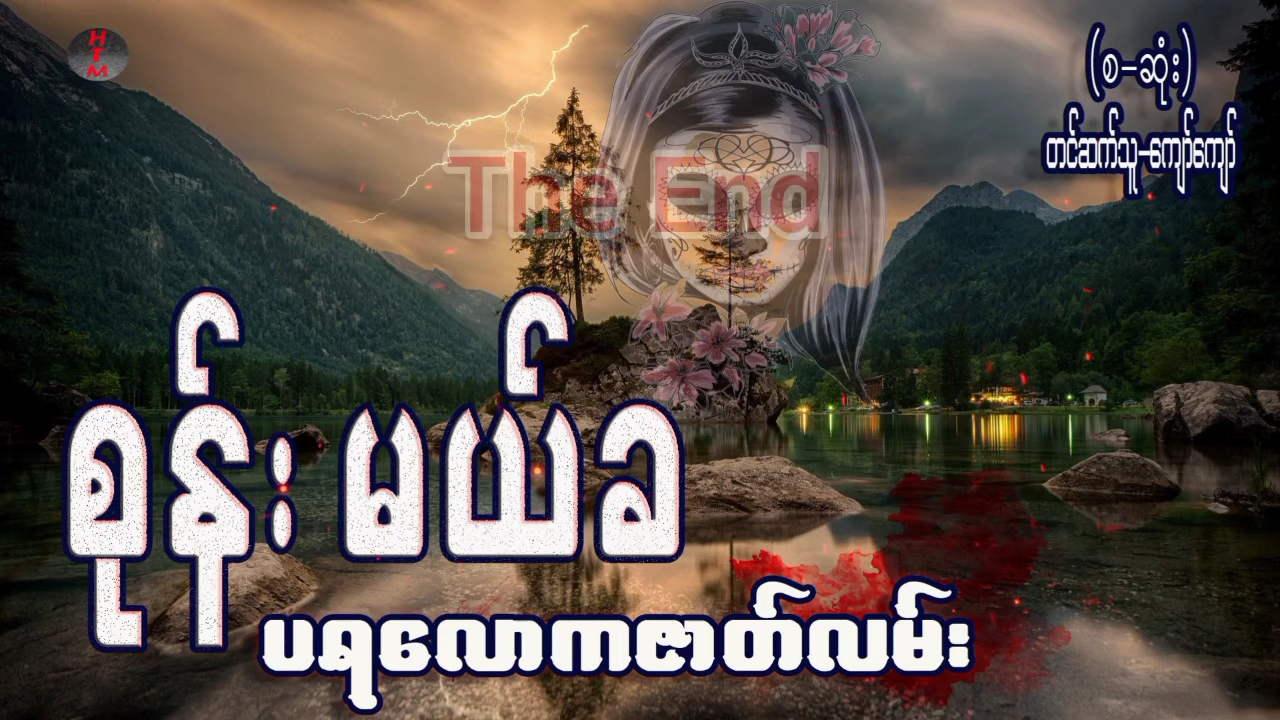 H
T
M
(စ-ဆုံး)
တင်ဆက်သူ-ကျော်ကျော်
The End
စုန်းမယ်ခ
ပရလောကဇာတ်လမ်း